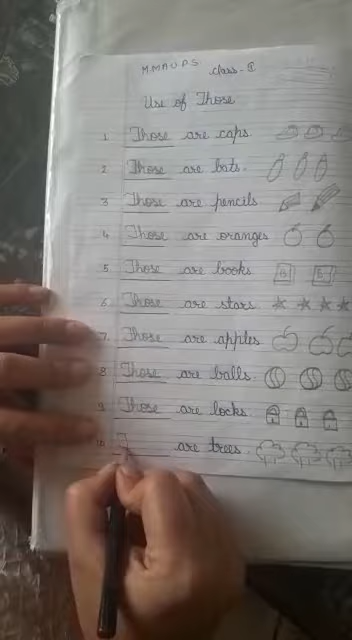 M.M.A.U.P.S class-I
Use of Those
1 Those are caps
2 Those are bats.
3 Those are pencils
4 Those are oranges
5 Those are books
6 Those are stars
7 Those are apples
8 Those are balls.
9 Those are locks.
10 T are trees.